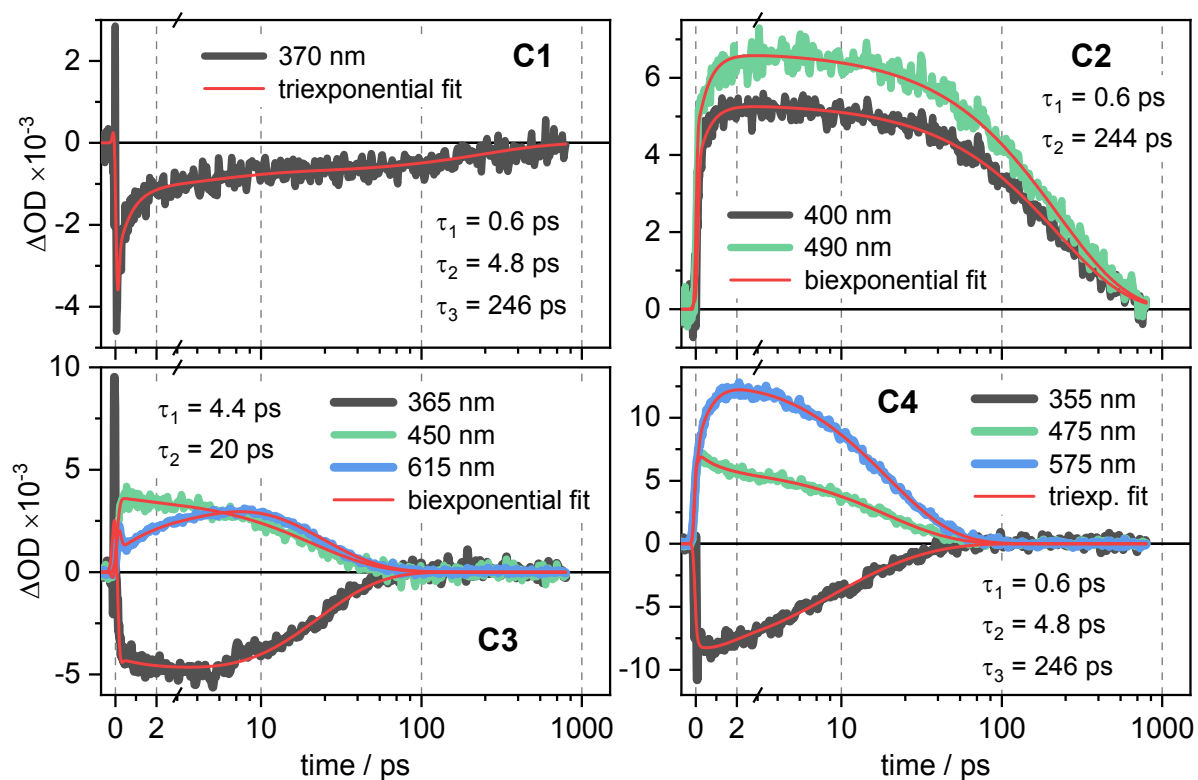 C1
370 nm
triexponential fit
τ1 = 0.6 ps
τ2 = 4.8 ps
τ3 = 246 ps
ΔOD ×10-3
2
0
-2
-4
C2
τ1 = 0.6 ps
τ2 = 244 ps
400 nm
490 nm
biexponential fit
6
4
2
0
τ1 = 4.4 ps
τ2 = 20 ps
365 nm
450 nm
615 nm
biexponential fit
C3
ΔOD ×10-3
10
5
0
-5
0 2 10 100 1000
time / ps
C4
355 nm
475 nm
575 nm
triexp. fit
τ1 = 0.6 ps
τ2 = 4.8 ps
τ3 = 246 ps
10
5
0
-5
-10
0 2 10 100 1000
time / ps